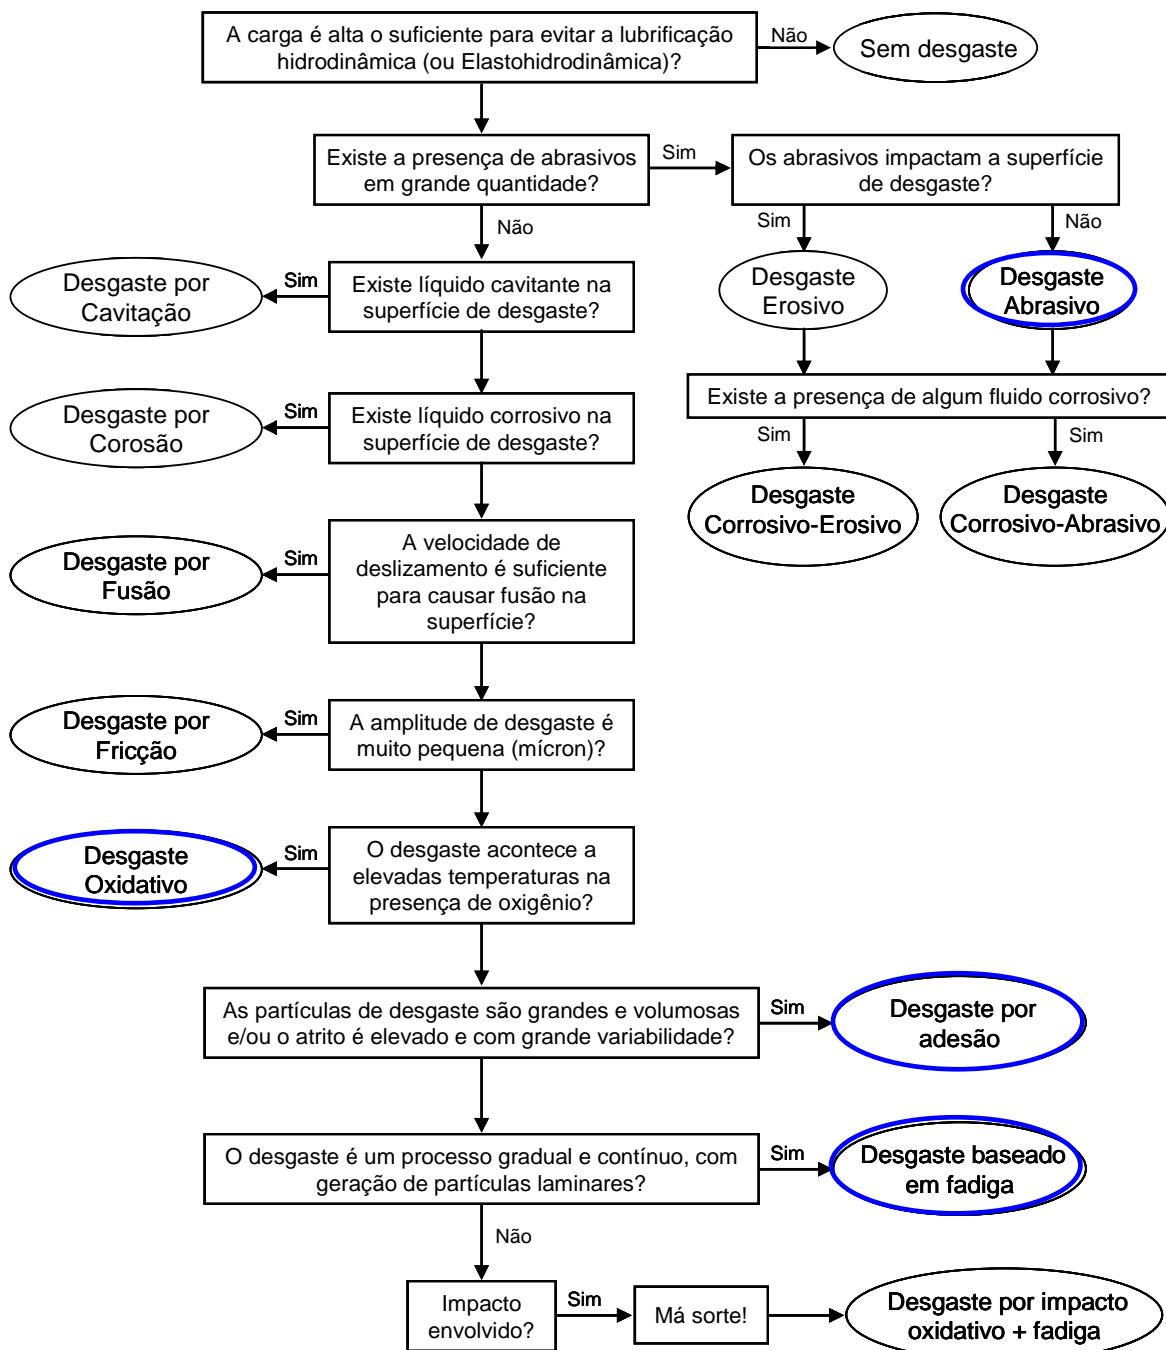 A carga é alta o suficiente para evitar a lubrificação
hidrodinâmica (ou Elastohidrodinâmica)?
Não
Sem desgaste
Existe a presença de abrasivos
em grande quantidade?
Sim
Os abrasivos impactam a superfície
de desgaste?
Não
Sim
Não
Desgaste por
Cavitação
Sim
Existe líquido cavitante na
superfície de desgaste?
Desgaste
Erosivo
Desgaste
Abrasivo
Existe a presença de algum fluido corrosivo?
Sim
Sim
Desgaste por
Corosão
Sim
Existe líquido corrosivo na
superfície de desgaste?
Desgaste
Corrosivo-Erosivo
Desgaste
Corrosivo-Abrasivo
Desgaste por
Fusão
Sim
A velocidade de
deslizamento é suficiente
para causar fusão na
superfície?
Desgaste por
Fricção
Sim
A amplitude de desgaste é
muito pequena (mícron)?
Desgaste
Oxidativo
Sim
O desgaste acontece a
elevadas temperaturas na
presença de oxigênio?
As partículas de desgaste são grandes e volumosas
e/ou o atrito é elevado e com grande variabilidade?
Sim
Desgaste por
adesão
O desgaste é um processo gradual e contínuo, com
geração de partículas laminares?
Sim
Desgaste baseado
em fadiga
Não
Impacto
envolvido?
Sim
Má sorte!
Desgaste por impacto
oxidativo + fadiga